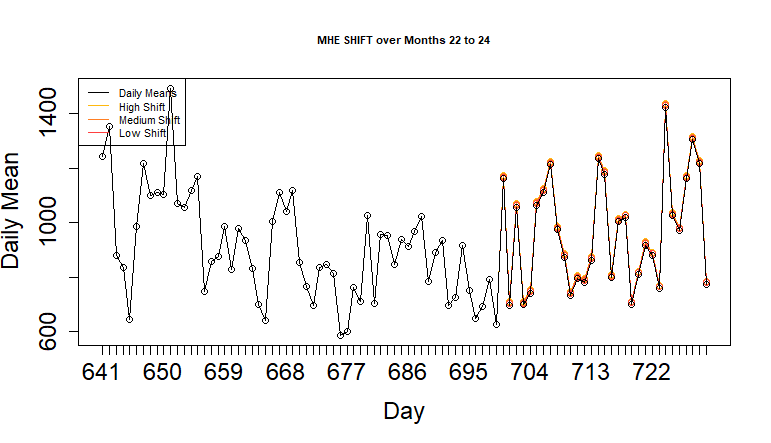 MHE SHIFT over Months 22 to 24
Daily Means
High Shift
Medium Shift
Low Shift
Daily Mean
600
1000
1400
641
650
659
668
677
686
695
704
713
722
Day